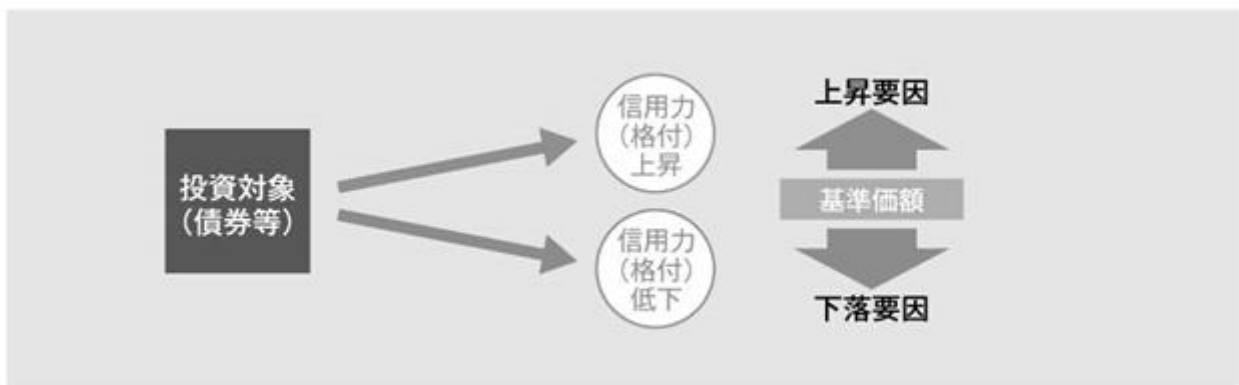 投資対象
（債券等）
信用力
（格付）
上昇
信用力
（格付）
低下
上昇要因
基準価額
下落要因